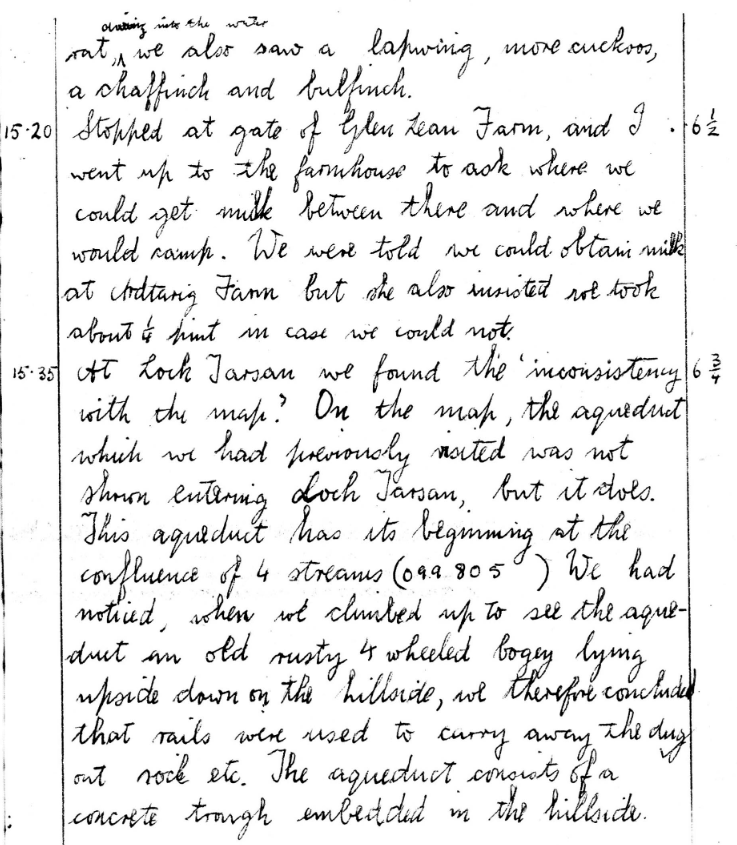 diving into the water
rat, we also saw a lapwing, more cuckoos,
a chaffinch and bulfinch.
15·20 Stopped at gate of Glen Lean Farm, and I . 6 1/2
went up to the farmhouse to ask where we
could get milk between there and where we
would camp. We were told we could obtain milk
at Ardtarig Farm but she also insisted we took
about 1/4 pint in case we could not.
15·35 At Loch Tarsan we found the 'inconsistency 6 3/4
with the map'. On the map, the aqueduct
which we had previously visited was not
shown entering Loch Tarsan, but it does.
This aqueduct has its beginning at the
confluence of 4 streams (099805 ) We had
noticed, when we climbed up to see the aque-
duct an old rusty 4 wheeled bogey lying
upside down on the hillside, we therefore concluded
that rails were used to carry away the dug
out rock etc. The aqueduct consists of a
concrete trough embedded in the hillside.